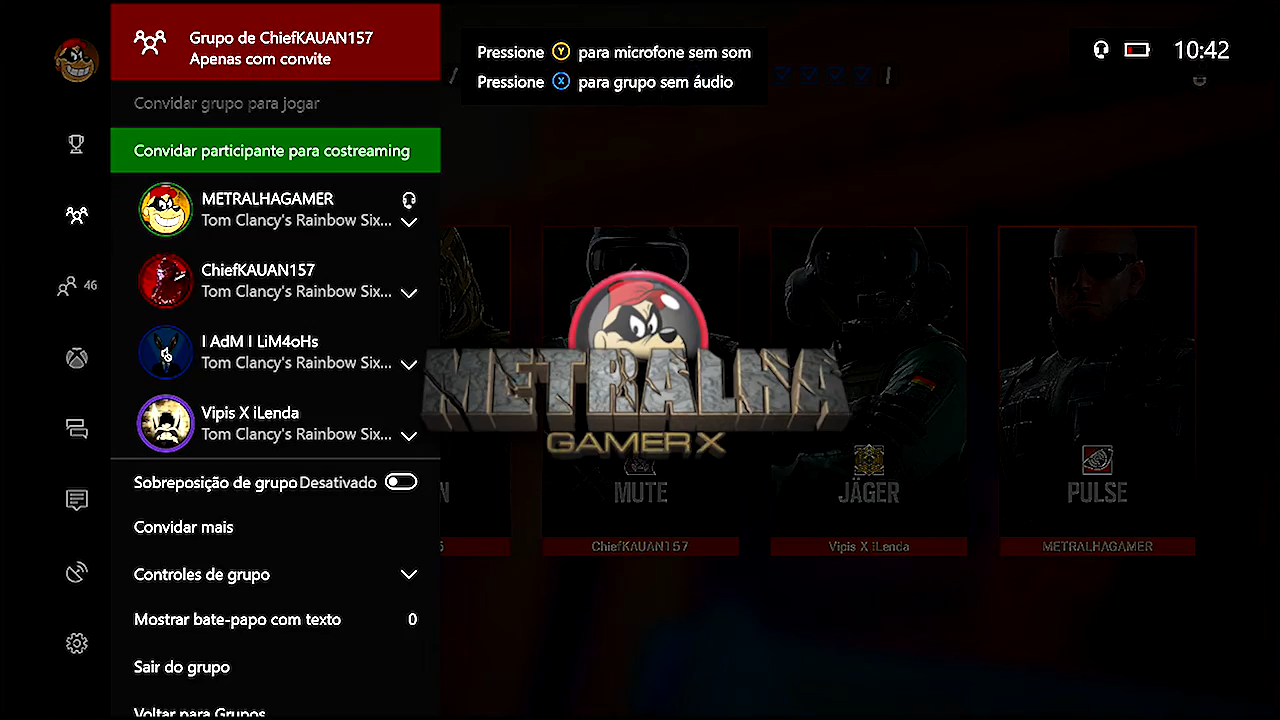 Grupo de ChiefKAUAN157
Apenas com convite
Pressione Y para microfone sem som
Pressione X para grupo sem áudio
10:42
Convidar grupo para jogar
Convidar participante para costreaming
METRALHAGAMER
Tom Clancy's Rainbow Six...
46
ChiefKAUAN157
Tom Clancy's Rainbow Six...
I AdM I LiM4oHs
Tom Clancy's Rainbow Six...
Vipis X iLenda
Tom Clancy's Rainbow Six...
METRALHA
GAMER X
Sobreposição de grupo Desativado
MUTE
JÄGER
PULSE
Convidar mais
ChiefKAUAN157
Vipis X iLenda
METRALHAGAMER
Controles de grupo
Mostrar bate-papo com texto 0
Sair do grupo
Voltar para Grupos